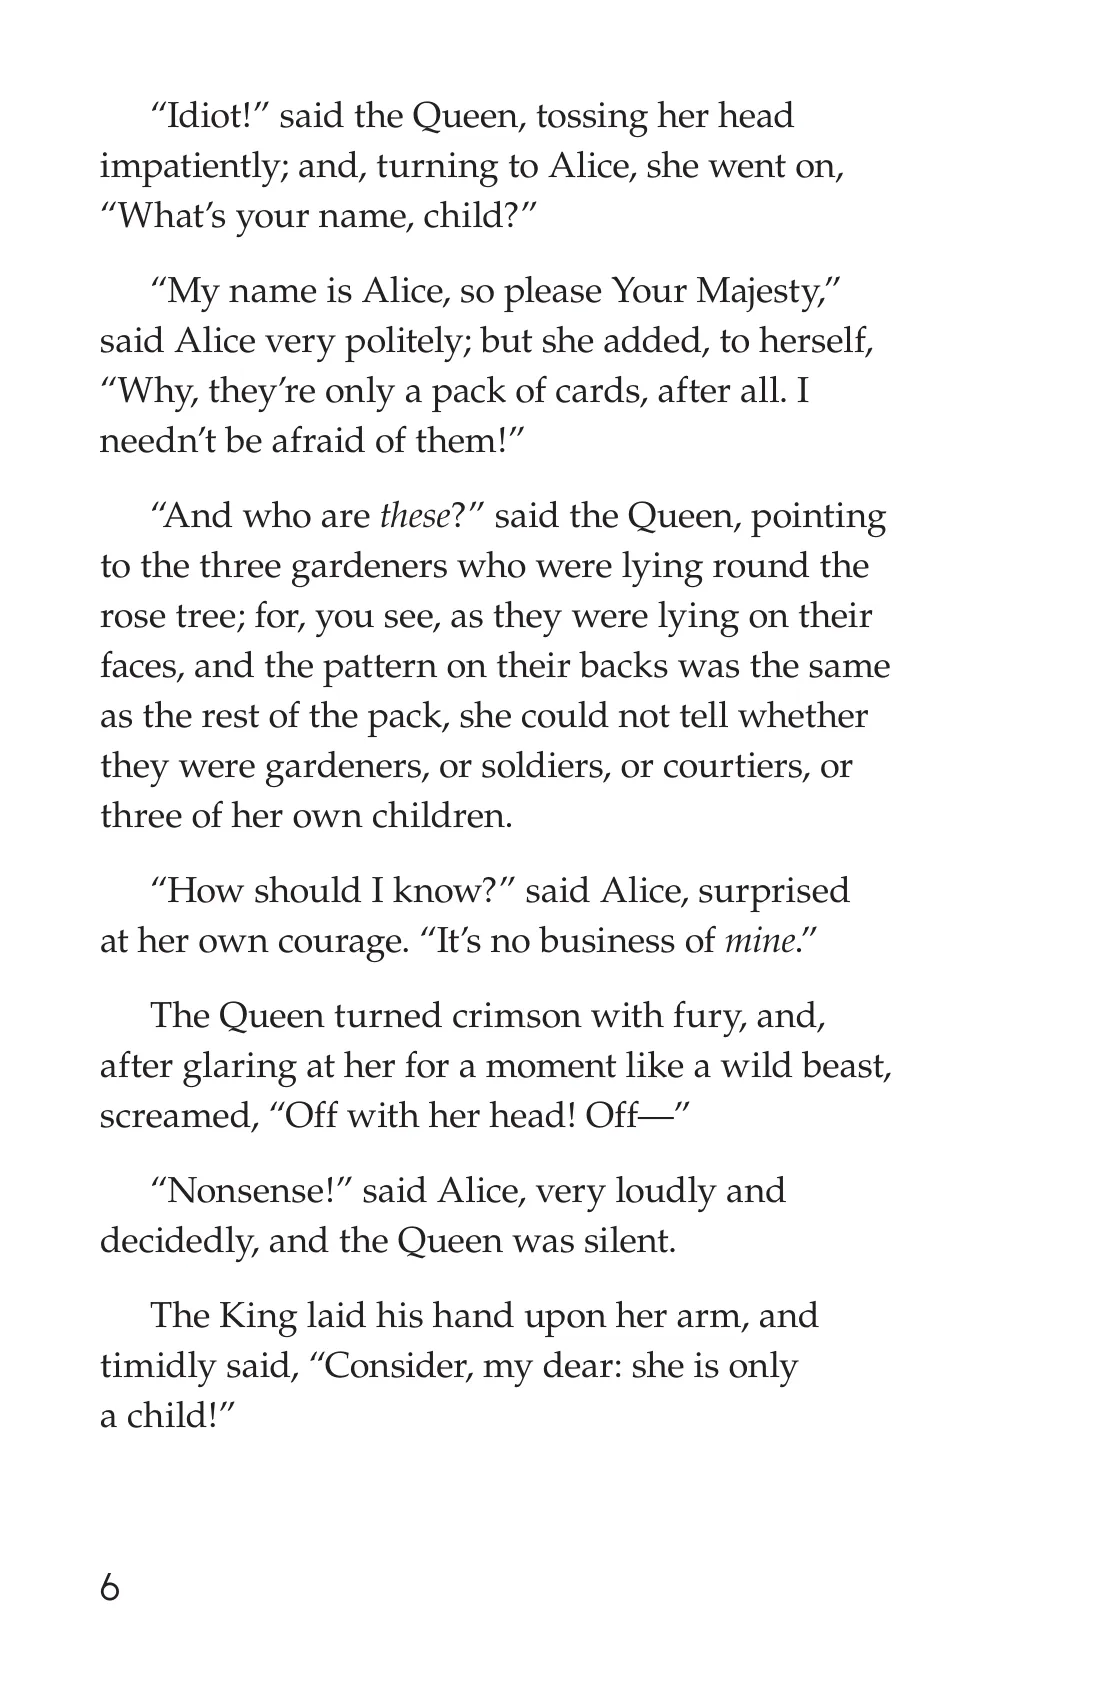 “Idiot!” said the Queen, tossing her head
impatiently; and, turning to Alice, she went on,
“What’s your name, child?”
“My name is Alice, so please Your Majesty,”
said Alice very politely; but she added, to herself,
“Why, they’re only a pack of cards, after all. I
needn’t be afraid of them!”
“And who are these?” said the Queen, pointing
to the three gardeners who were lying round the
rose tree; for, you see, as they were lying on their
faces, and the pattern on their backs was the same
as the rest of the pack, she could not tell whether
they were gardeners, or soldiers, or courtiers, or
three of her own children.
“How should I know?” said Alice, surprised
at her own courage. “It’s no business of mine.”
The Queen turned crimson with fury, and,
after glaring at her for a moment like a wild beast,
screamed, “Off with her head! Off—”
“Nonsense!” said Alice, very loudly and
decidedly, and the Queen was silent.
The King laid his hand upon her arm, and
timidly said, “Consider, my dear: she is only
a child!”
6